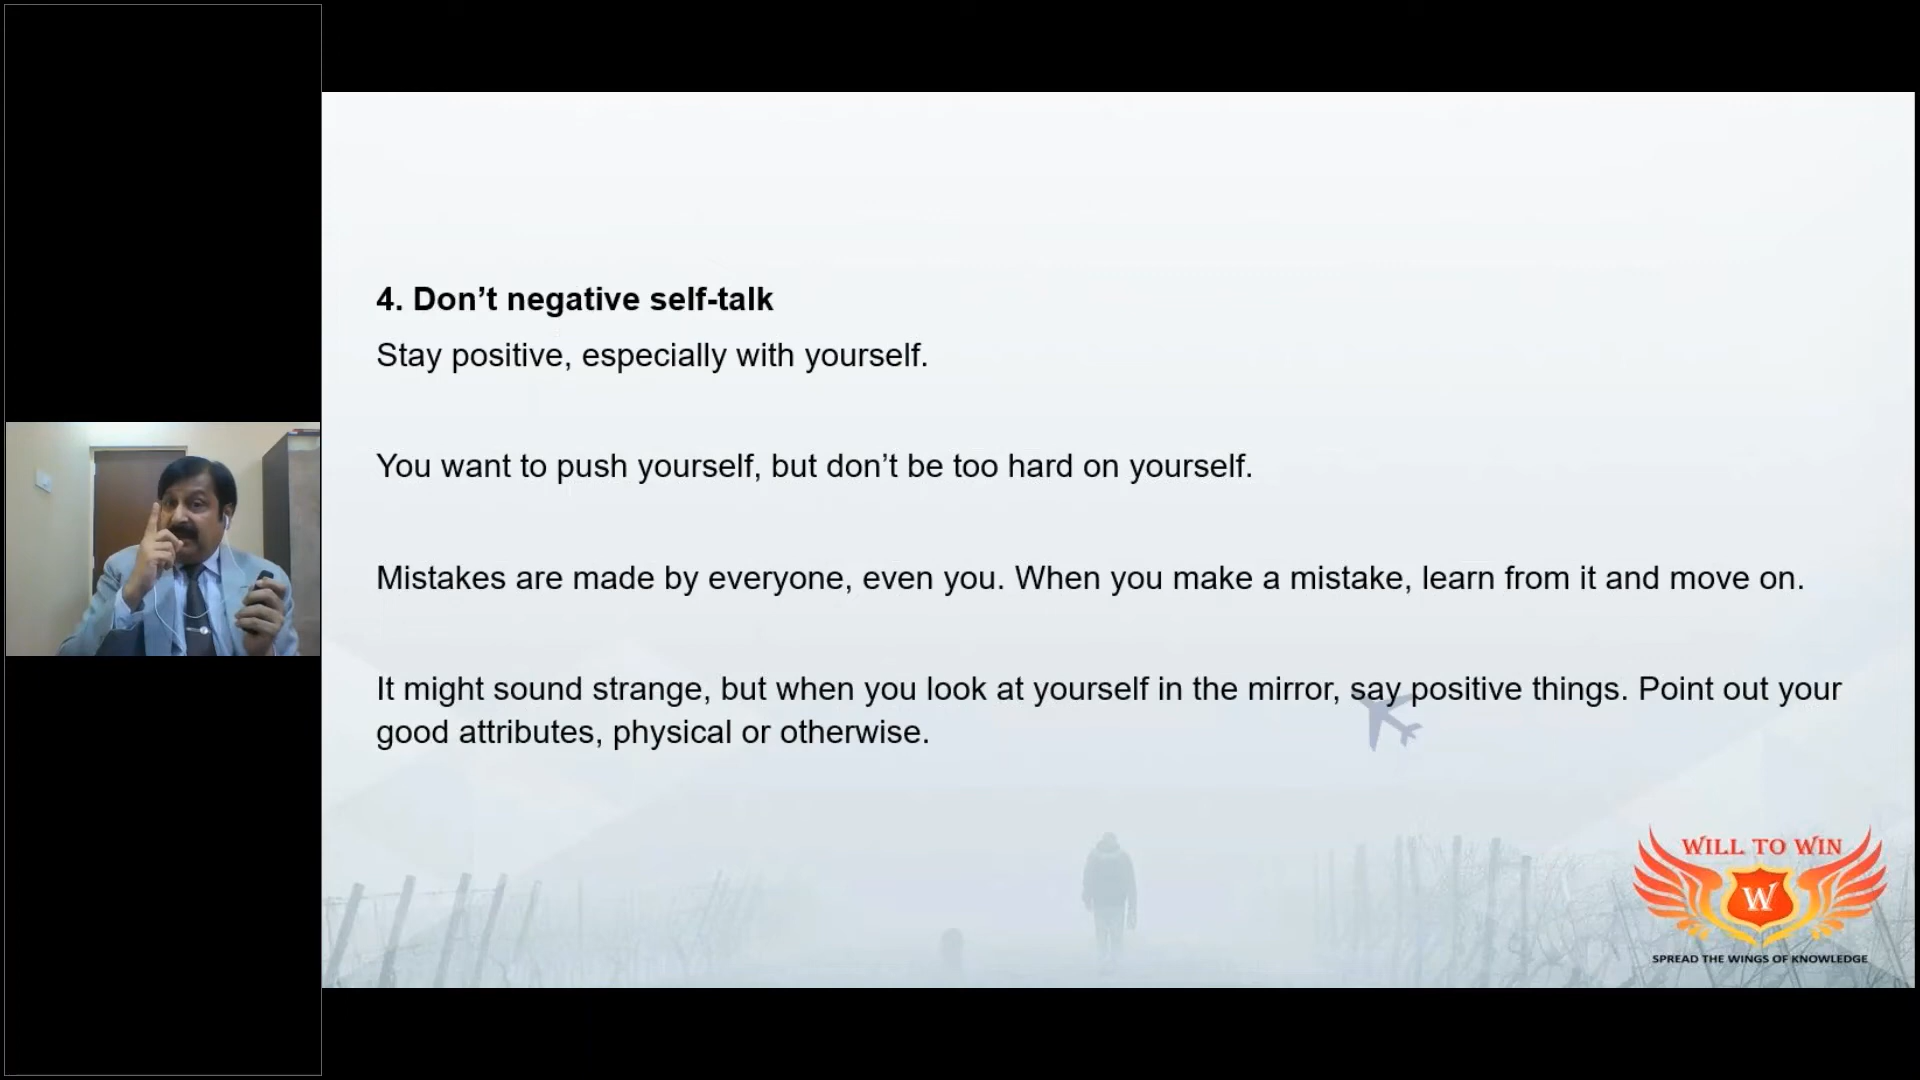 4. Don’t negative self-talk
Stay positive, especially with yourself.
You want to push yourself, but don’t be too hard on yourself.
Mistakes are made by everyone, even you. When you make a mistake, learn from it and move on.
It might sound strange, but when you look at yourself in the mirror, say positive things. Point out your
good attributes, physical or otherwise.
WILL TO WIN
W
SPREAD THE WINGS OF KNOWLEDGE